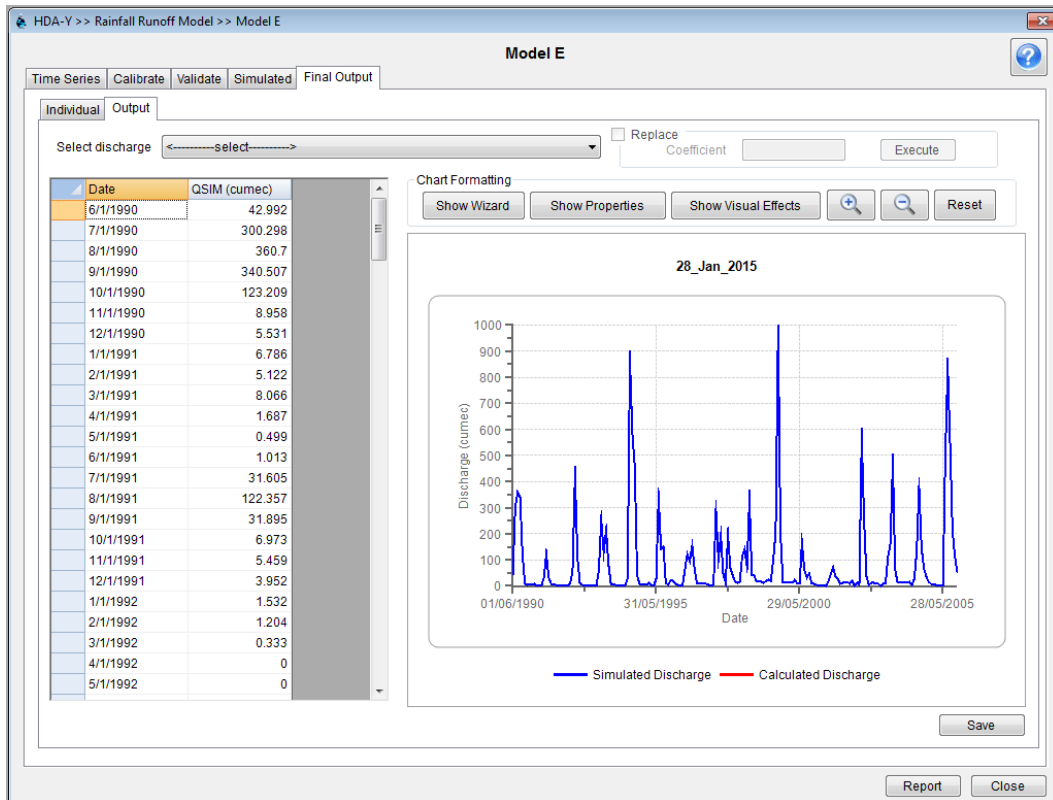 HDA-Y >> Rainfall Runoff Model >> Model E
Model E
Time Series Calibrate Validate Simulated Final Output
Individual Output
Select discharge <----------select---------->
Replace
Coefficient Execute
Date QSIM (cumec)
6/1/1990 42.992
7/1/1990 300.298
8/1/1990 360.7
9/1/1990 340.507
10/1/1990 123.209
11/1/1990 8.958
12/1/1990 5.531
1/1/1991 6.786
2/1/1991 5.122
3/1/1991 8.066
4/1/1991 1.687
5/1/1991 0.499
6/1/1991 1.013
7/1/1991 31.605
8/1/1991 122.357
9/1/1991 31.895
10/1/1991 6.973
11/1/1991 5.459
12/1/1991 3.952
1/1/1992 1.532
2/1/1992 1.204
3/1/1992 0.333
4/1/1992 0
5/1/1992 0
Chart Formatting
Show Wizard Show Properties Show Visual Effects Reset
28_Jan_2015
1000
900
800
700
600
500
400
300
200
100
0
Discharge (cumec)
01/06/1990 31/05/1995 29/05/2000 28/05/2005
Date
Simulated Discharge Calculated Discharge
Save
Report Close